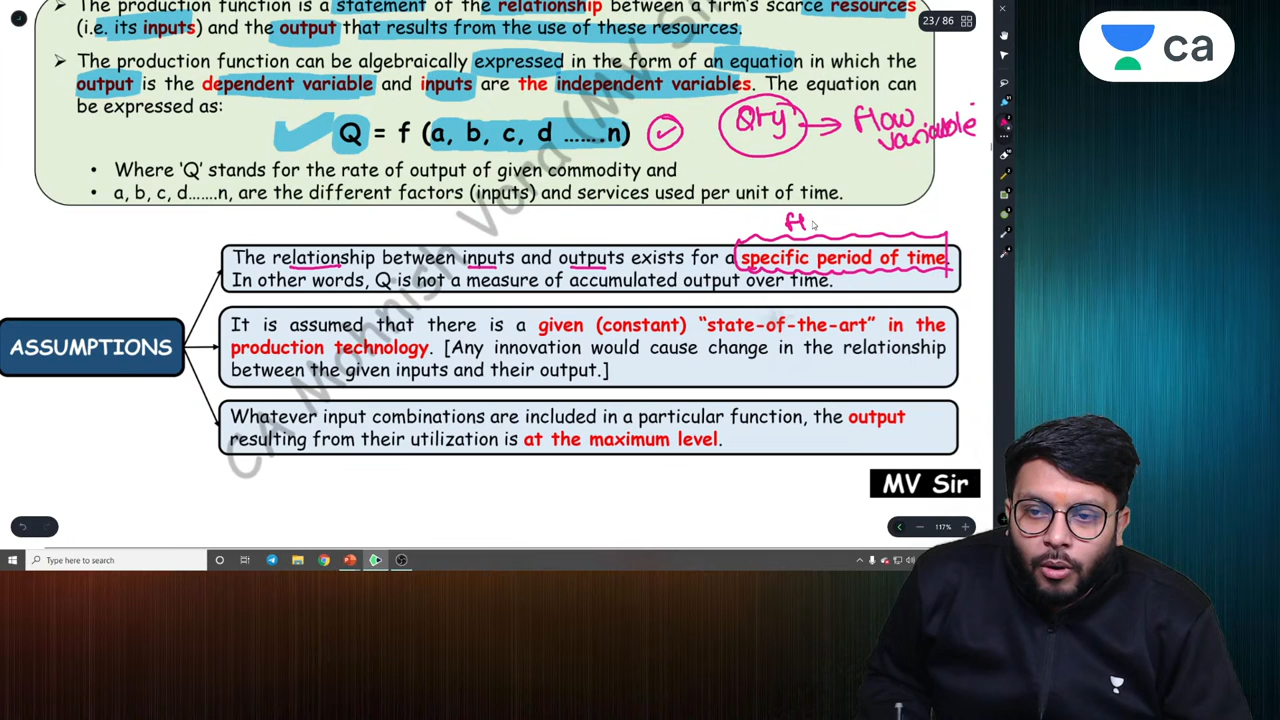 The production function is a statement of the relationship between a firm's scarce resources
(i.e. its inputs) and the output that results from the use of these resources.
23 / 86
ca
➤ The production function can be algebraically expressed in the form of an equation in which the
output is the dependent variable and inputs are the independent variables. The equation can
be expressed as:
Q = f (a, b, c, d …….n)
Qty → flow
variable
• Where 'Q' stands for the rate of output of given commodity and
• a, b, c, d…….n, are the different factors (inputs) and services used per unit of time.
The relationship between inputs and outputs exists for a specific period of time.
In other words, Q is not a measure of accumulated output over time.
ASSUMPTIONS
It is assumed that there is a given (constant) "state-of-the-art" in the
production technology. [Any innovation would cause change in the relationship
between the given inputs and their output.]
Whatever input combinations are included in a particular function, the output
resulting from their utilization is at the maximum level.
CA Mohnish Vora (MV Sir)
MV Sir
117%
Type here to search